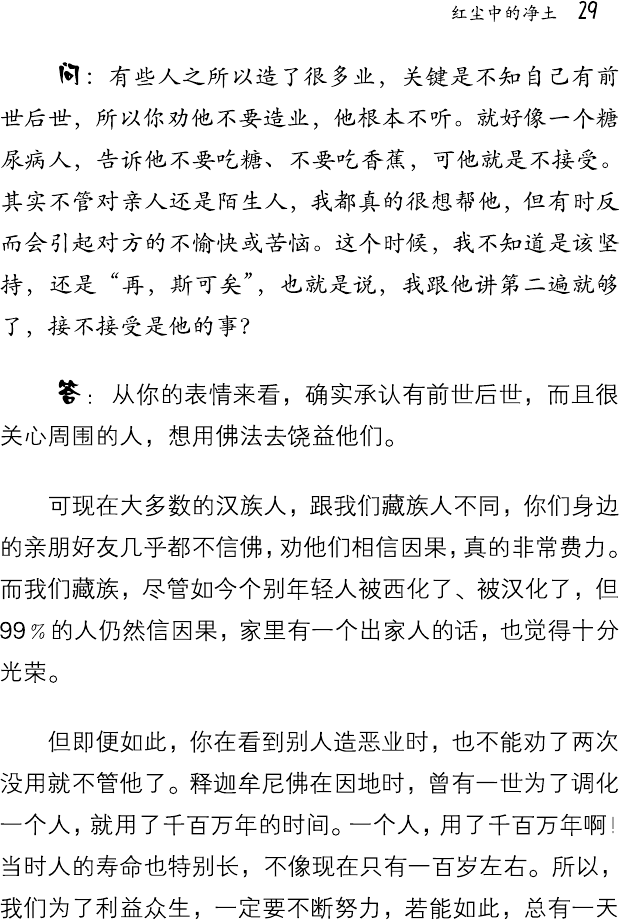 红尘中的净土 29
问：有些人之所以造了很多业，关键是不知自己有前
世后世，所以你劝他不要造业，他根本不听。就好像一个糖
尿病人，告诉他不要吃糖、不要吃香蕉，可他就是不接受。
其实不管对亲人还是陌生人，我都真的很想帮他，但有时反
而会引起对方的不愉快或苦恼。这个时候，我不知道是该坚
持，还是“再，斯可矣”，也就是说，我跟他讲第二遍就够
了，接不接受是他的事？
答：从你的表情来看，确实承认有前世后世，而且很
关心周围的人，想用佛法去饶益他们。
可现在大多数的汉族人，跟我们藏族人不同，你们身边
的亲朋好友几乎都不信佛，劝他们相信因果，真的非常费力。
而我们藏族，尽管如今个别年轻人被西化了、被汉化了，但
99%的人仍然信因果，家里有一个出家人的话，也觉得十分
光荣。
但即便如此，你在看到别人造恶业时，也不能劝了两次
没用就不管他了。释迦牟尼佛在因地时，曾有一世为了调化
一个人，就用了千百万年的时间。一个人，用了千百万年啊！
当时人的寿命也特别长，不像现在只有一百岁左右。所以，
我们为了利益众生，一定要不断努力，若能如此，总有一天